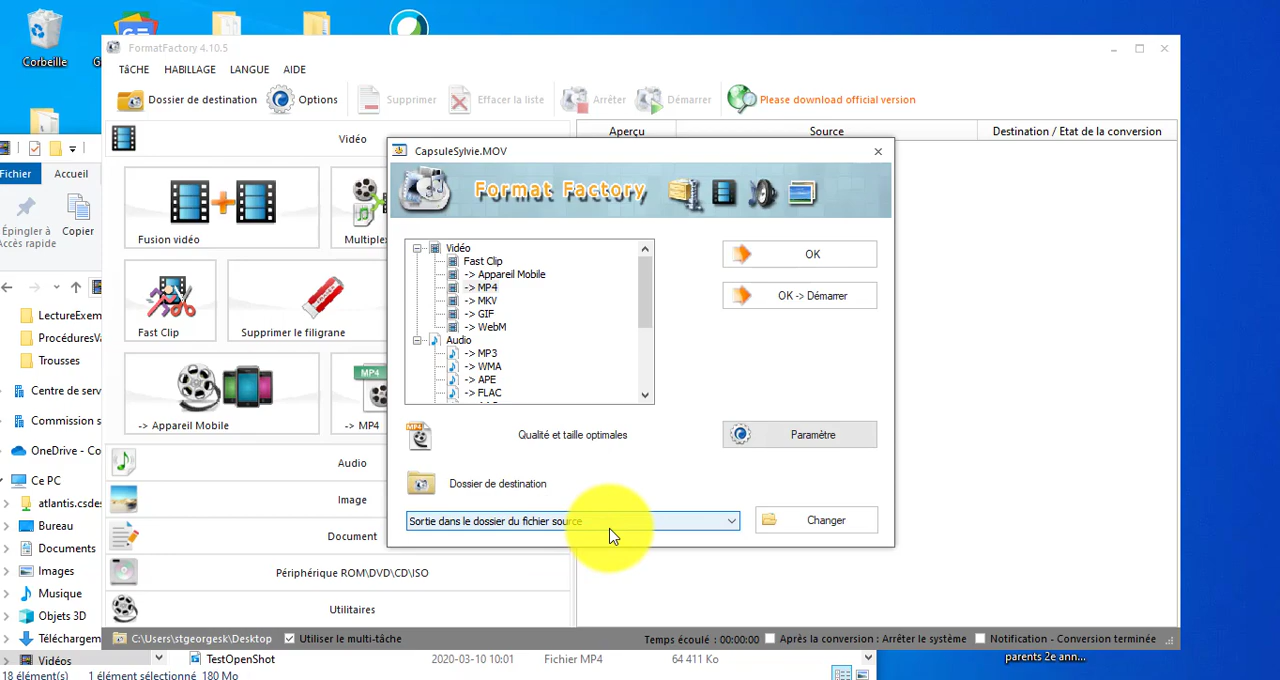 Corbeille
FormatFactory 4.10.5
TâCHE HABILLAGE LANGUE AIDE
Dossier de destination Options Supprimer Effacer la liste Arrêter Démarrer Please download official version
Vidéo
Aperçu Source Destination / Etat de la conversion
Fichier Accueil
Épingler à
Accès rapide
Copier
Fusion vidéo
Fast Clip
Supprimer le filigrane
-> Appareil Mobile
MP4
-> MP4
Audio
Image
Document
Périphérique ROM\DVD\CD\ISO
Utilitaires
CapsuleSylvie.MOV
Format Factory
Vidéo
Fast Clip
-> Appareil Mobile
-> MP4
-> MKV
-> GIF
-> WebM
Audio
-> MP3
-> WMA
-> APE
-> FLAC
OK
OK -> Démarrer
MP4
Qualité et taille optimales
Paramètre
Dossier de destination
Sortie dans le dossier du fichier source
Changer
LectureExem
Trousses
Centre de serv
Commission s
OneDrive - Co
Ce PC
atlantis.csdes
Bureau
Documents
Images
Musique
Objets 3D
Téléchargem
Vidéos
C:\Users\stgeorgesk\Desktop Utiliser le multi-tâche Temps écoulé : 00:00:00 Après la conversion : Arrêter le système Notification - Conversion terminée
TestOpenShot 2020-03-10 10:01 Fichier MP4 64 411 Ko
parents 2e ann...
18 élément(s) 1 élément sélectionné 180 Mo